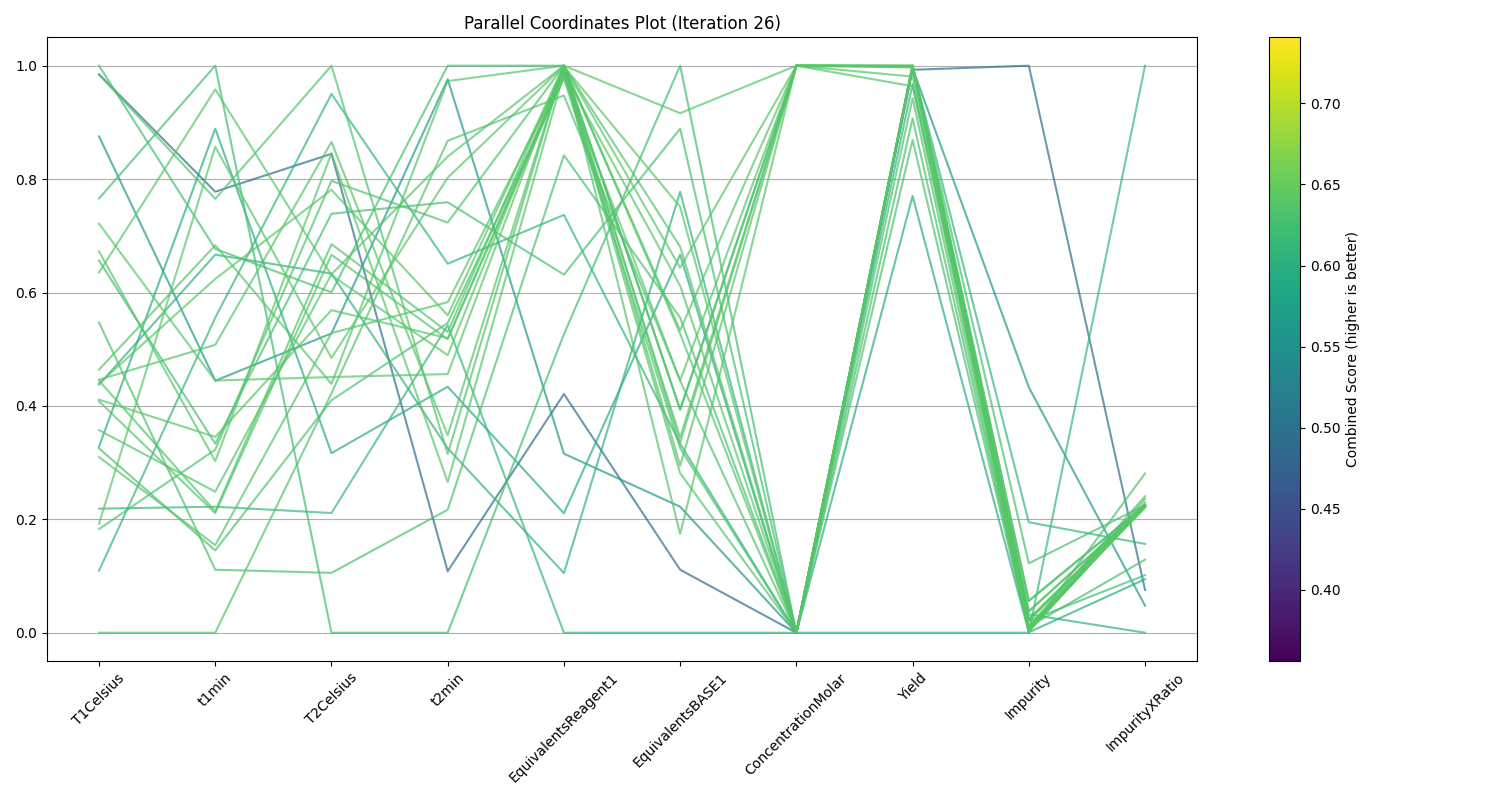 Parallel Coordinates Plot (Iteration 26)
1.0
0.8
0.6
0.4
0.2
0.0
T1Celsius
t1min
T2Celsius
t2min
EquivalentsReagent1
EquivalentsBASE1
ConcentrationMolar
Yield
Impurity
ImpurityXRatio
0.70
0.65
0.60
0.55
0.50
0.45
0.40
Combined Score (higher is better)